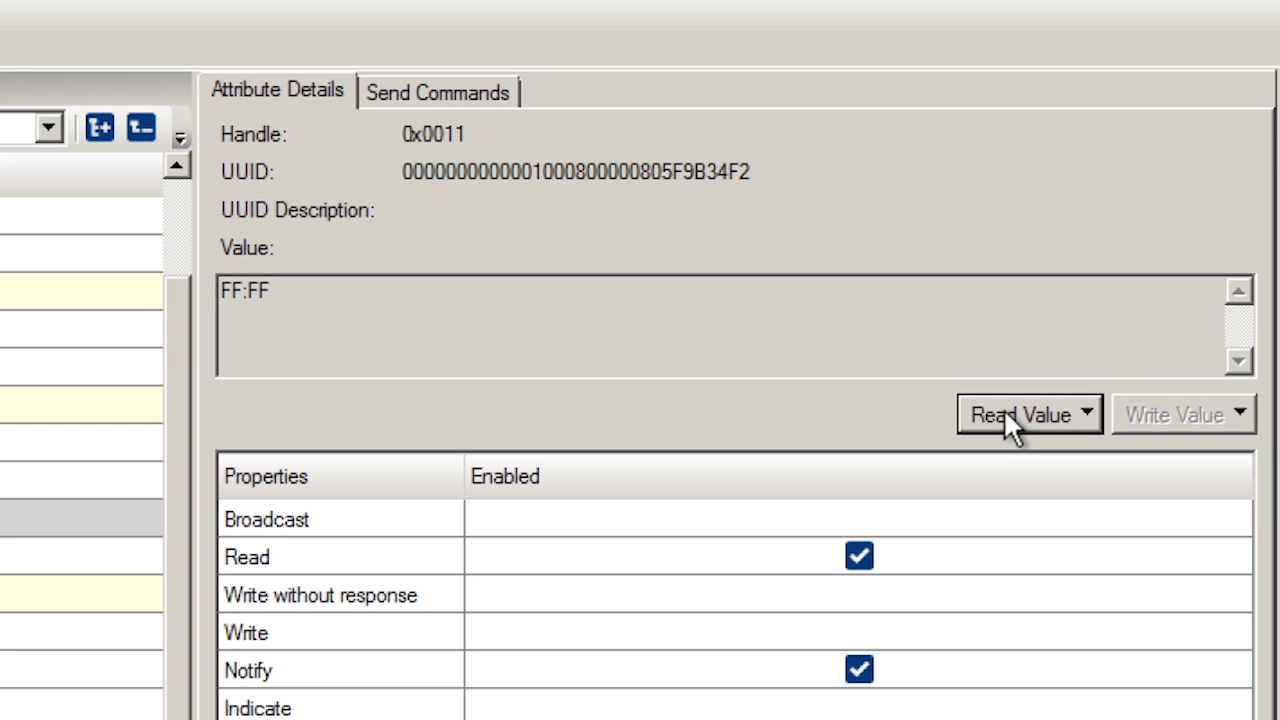 Attribute Details
Send Commands
Handle: 0x0011
UUID: 0000000000001000800000805F9B34F2
UUID Description:
Value:
FF:FF
Read Value
Write Value
Properties Enabled
Broadcast
Read
Write without response
Write
Notify
Indicate